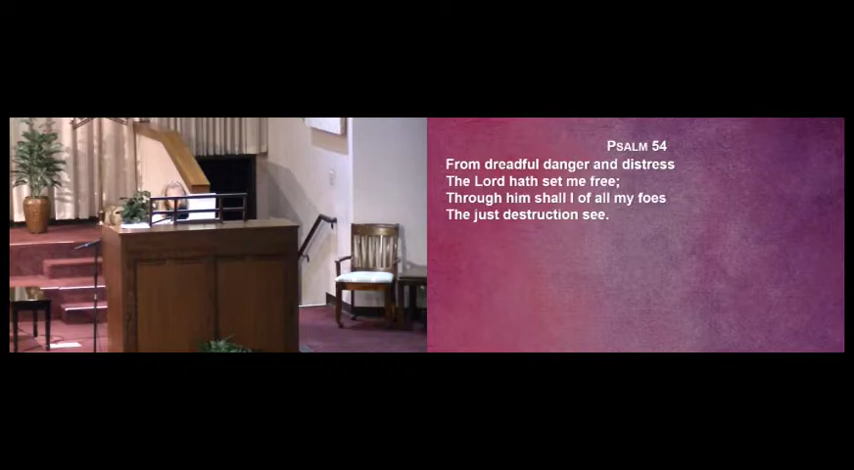 PSALM 54
From dreadful danger and distress
The Lord hath set me free;
Through him shall I of all my foes
The just destruction see.